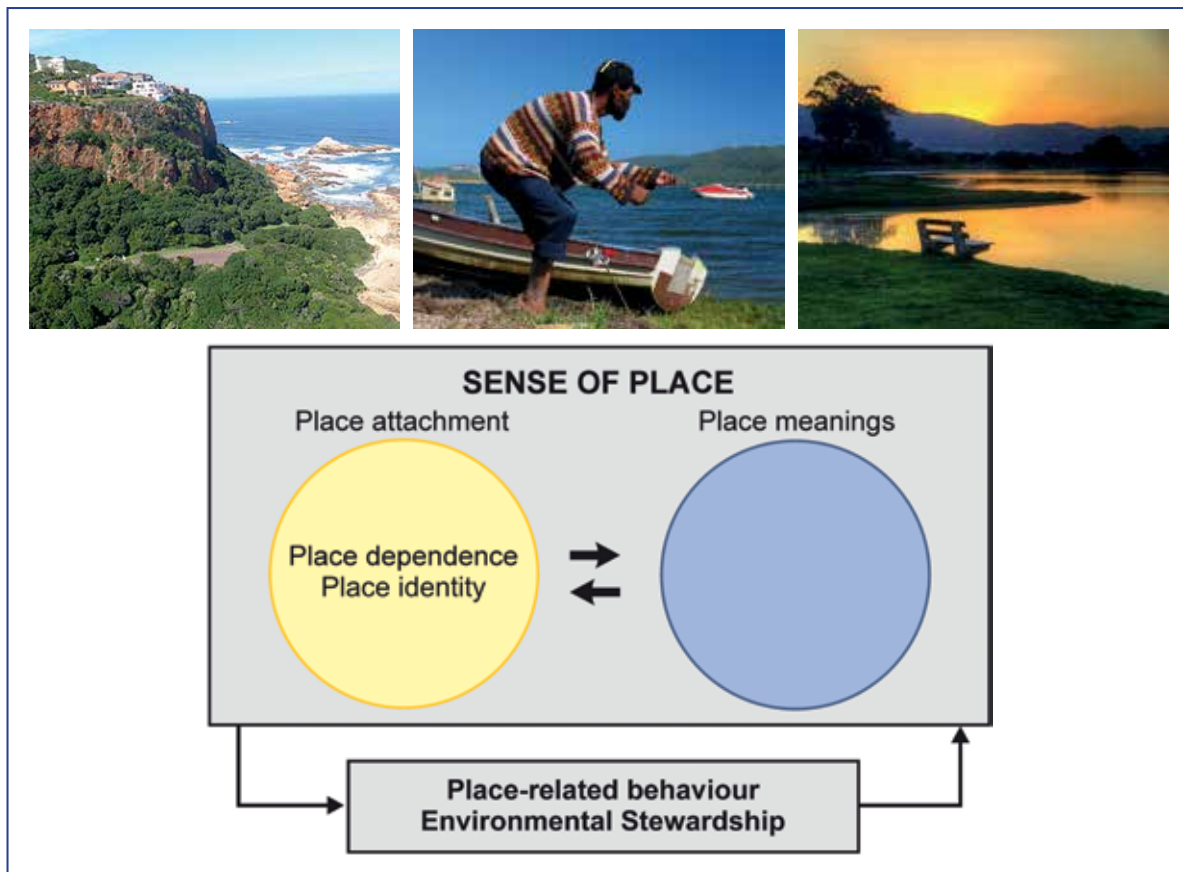 SENSE OF PLACE
Place attachment
Place meanings
Place dependence
Place identity
Place-related behaviour
Environmental Stewardship